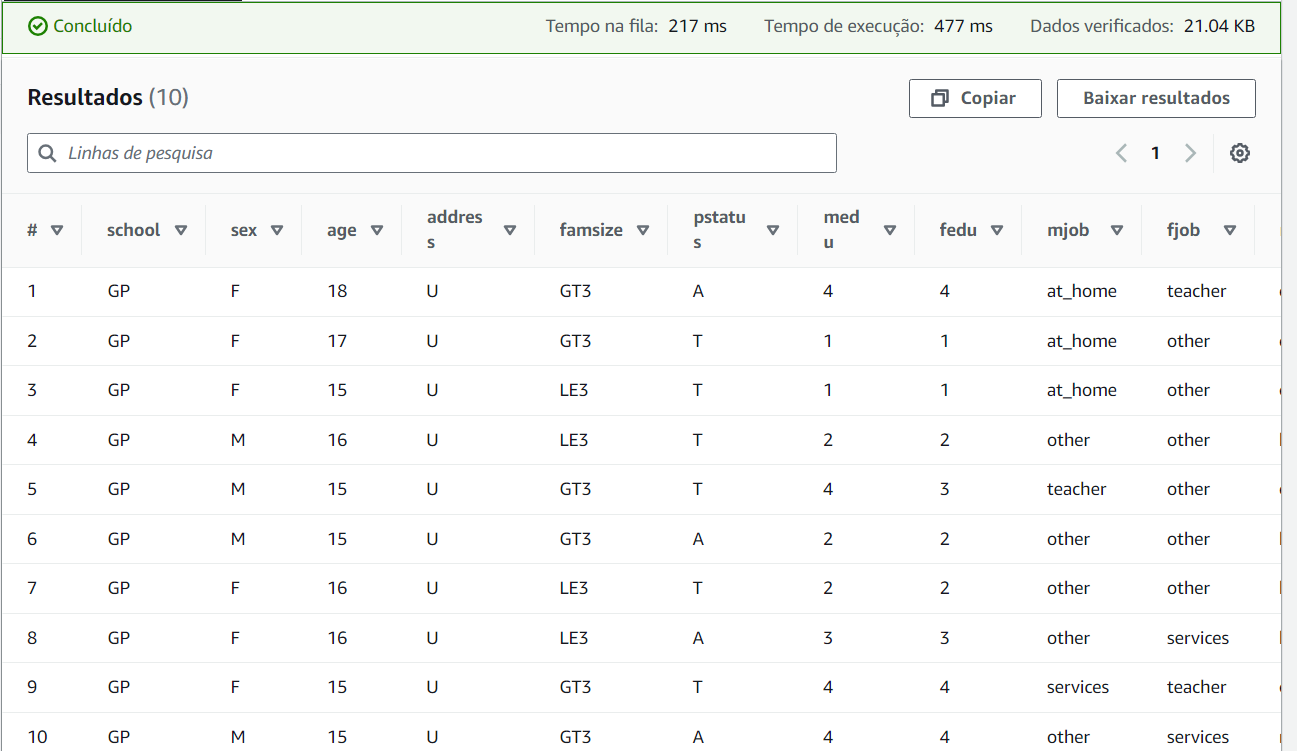 Concluído Tempo na fila: 217 ms Tempo de execução: 477 ms Dados verificados: 21.04 KB
Resultados (10) Copiar Baixar resultados
Linhas de pesquisa 1
# school sex age addres famsize pstatu med fedu mjob fjob
s s u
1 GP F 18 U GT3 A 4 4 at_home teacher
2 GP F 17 U GT3 T 1 1 at_home other
3 GP F 15 U LE3 T 1 1 at_home other
4 GP M 16 U LE3 T 2 2 other other
5 GP M 15 U GT3 T 4 3 teacher other
6 GP M 15 U GT3 A 2 2 other other
7 GP F 16 U LE3 T 2 2 other other
8 GP F 16 U LE3 A 3 3 other services
9 GP F 15 U GT3 T 4 4 services teacher
10 GP M 15 U GT3 A 4 4 other services